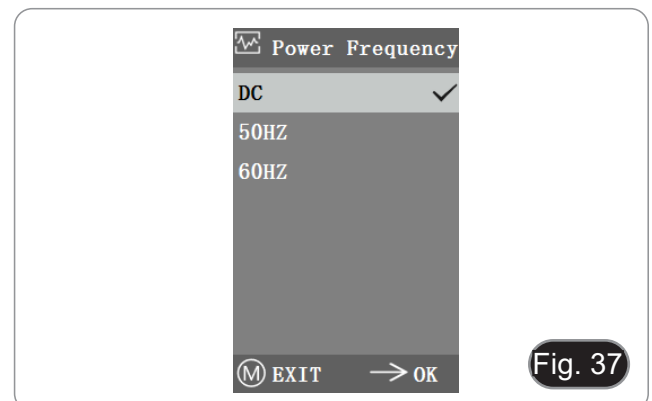 Power Frequency
DC
50HZ
60HZ
M EXIT → OK
Fig. 37